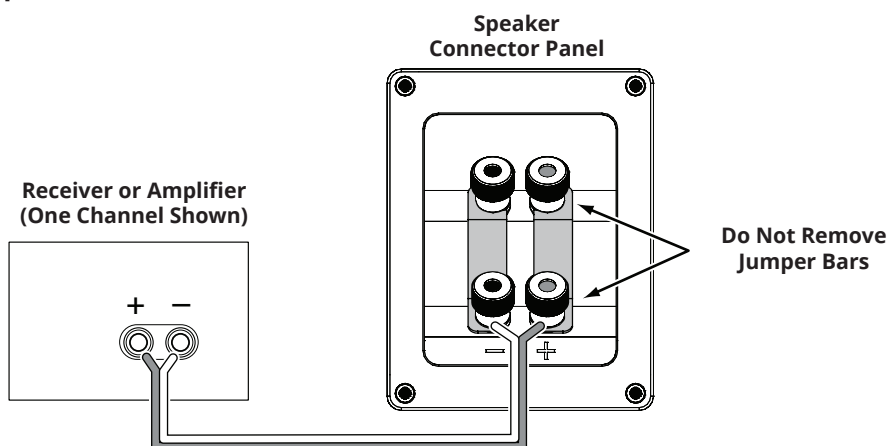 Speaker
Connector Panel
Receiver or Amplifier
(One Channel Shown)
Do Not Remove
Jumper Bars
+ −
− +